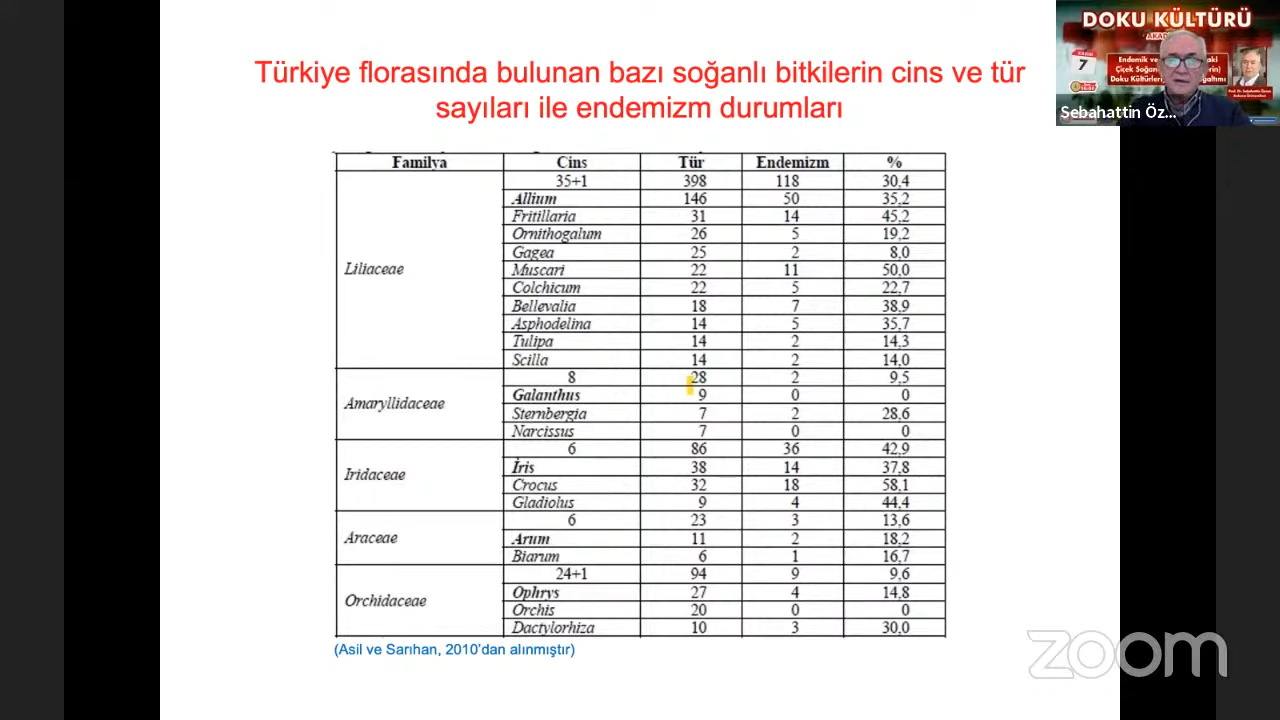 Türkiye florasında bulunan bazı soğanlı bitkilerin cins ve tür
sayıları ile endemizm durumları
Familya Cins Tür Endemizm %
Liliaceae 35+1 398 118 30,4
Allium 146 50 35,2
Fritillaria 31 14 45,2
Ornithogalum 26 5 19,2
Gagea 25 2 8,0
Muscari 22 11 50,0
Colchicum 22 5 22,7
Bellevalia 18 7 38,9
Asphodelina 14 5 35,7
Tulipa 14 2 14,3
Scilla 14 2 14,0
Amaryllidaceae 8 28 2 9,5
Galanthus 9 0 0
Sternbergia 7 2 28,6
Narcissus 7 0 0
Iridaceae 6 86 36 42,9
İris 38 14 37,8
Crocus 32 18 58,1
Gladiolus 9 4 44,4
Araceae 6 23 3 13,6
Arum 11 2 18,2
Biarum 6 1 16,7
Orchidaceae 24+1 94 9 9,6
Ophrys 27 4 14,8
Orchis 20 0 0
Dactylorhiza 10 3 30,0
(Asil ve Sarıhan, 2010'dan alınmıştır)
DOKU KÜLTÜRÜ
7
Endemik ve
Çiçek Soğan
Doku Kültürleri
Sebahattin Öz...
zoom